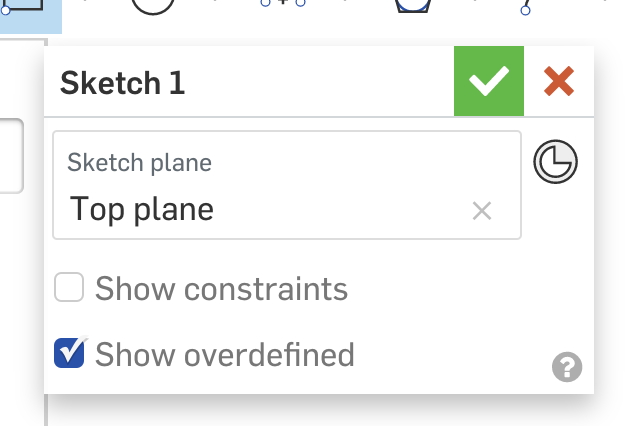 Sketch 1
Sketch plane
Top plane
Show constraints
Show overdefined
?